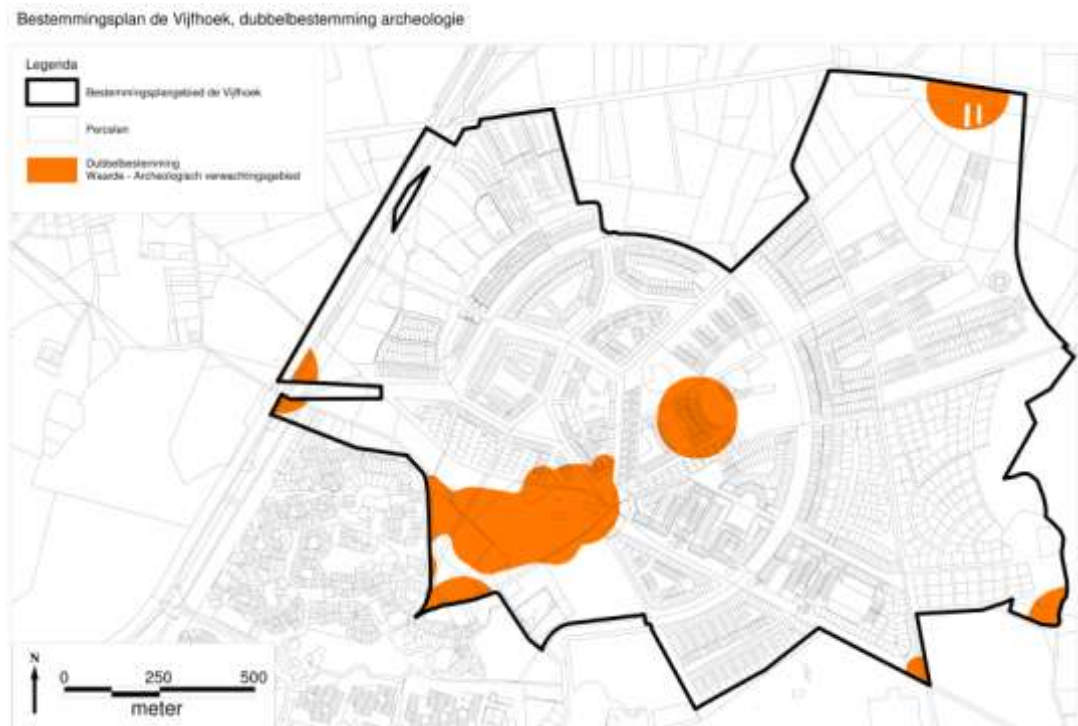 Bestemmingsplan de Vijfhoek, dubbelbestemming archeologie
Legenda
Bestemmingsplangebied de Vijfhoek
Percelen
Dubbelbestemming
Waarde - Archeologisch verwachtingsgebied
N
0 250 500
meter